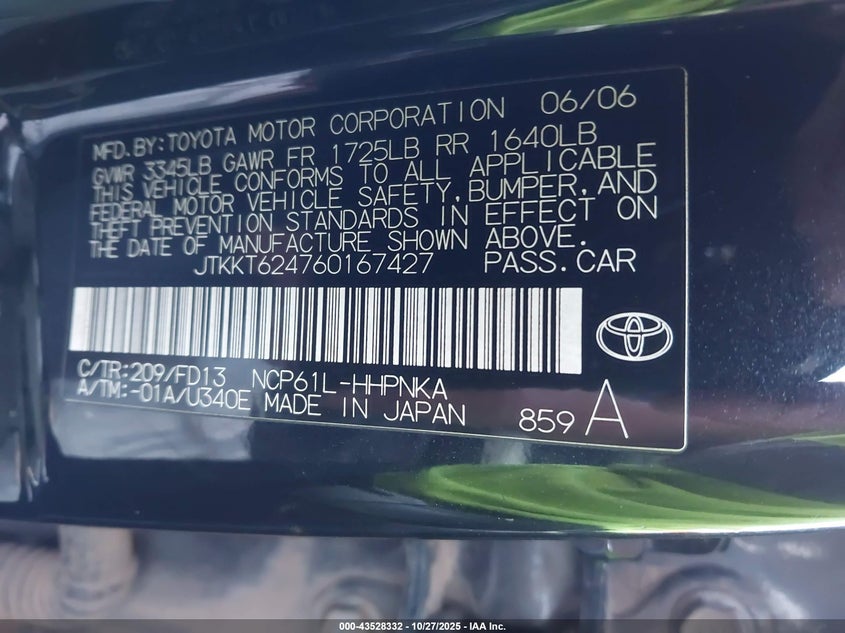 MFD.BY:TOYOTA MOTOR CORPORATION 06/06
GVWR 3345LB GAWR FR 1725LB RR 1640LB
THIS VEHICLE CONFORMS TO ALL APPLICABLE
FEDERAL MOTOR VEHICLE SAFETY,BUMPER,AND
THEFT PREVENTION STANDARDS IN EFFECT ON
THE DATE OF MANUFACTURE SHOWN ABOVE.
JTKKT624760167427 PASS.CAR
C/TR:209/FD13 NCP61L-HHPNKA
A/TM:-01A/U340E MADE IN JAPAN
859 A
000-43528332 - 10/27/2025 - IAA Inc.